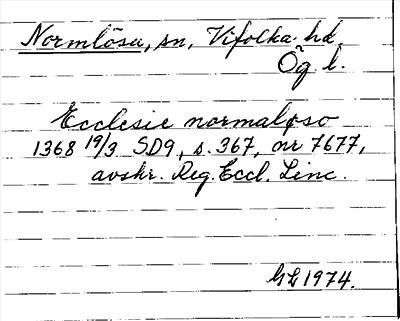 Normlösa, sn, Vifolka hd
Ög l.
Ecclesie normaløso
1368 19/3 SD9, s. 367, nr 7677,
avskr. Reg. Eccl. Linc.
GL 1974.